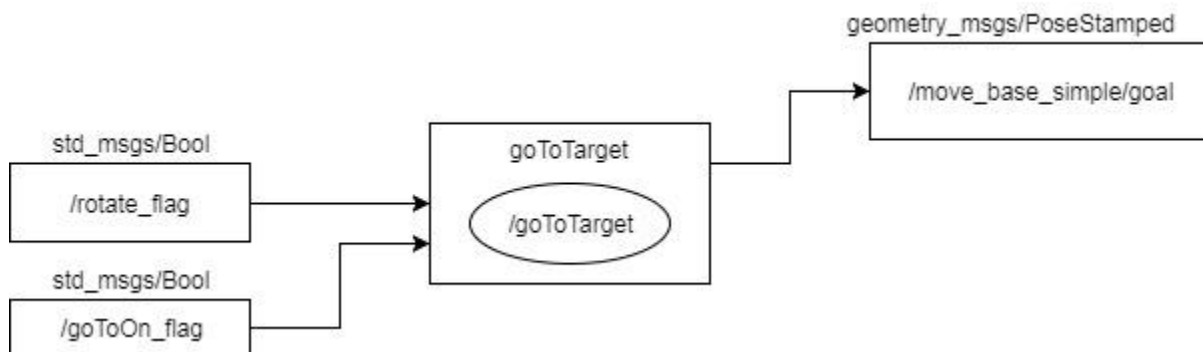 geometry_msgs/PoseStamped
/move_base_simple/goal
std_msgs/Bool
/rotate_flag
goToTarget
/goToTarget
std_msgs/Bool
/goToOn_flag